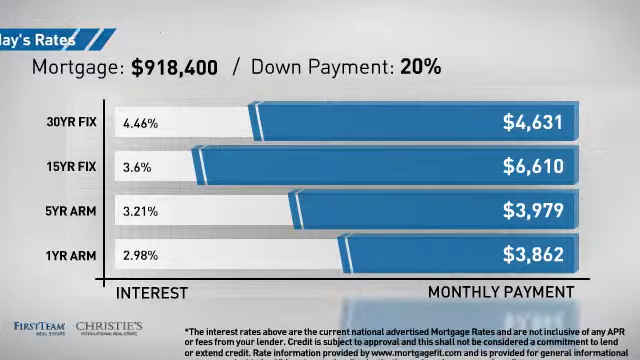 ay's Rates
Mortgage: $918,400 / Down Payment: 20%
30YR FIX 4.46% $4,631
15YR FIX 3.6% $6,610
5YR ARM 3.21% $3,979
1YR ARM 2.98% $3,862
INTEREST MONTHLY PAYMENT
FIRSTTEAM CHRISTIE'S
REAL ESTATE INTERNATIONAL REAL ESTATE
*The interest rates above are the current national advertised Mortgage Rates and are not inclusive of any APR
or fees from your lender. Credit is subject to approval and this shall not be considered a commitment to lend
or extend credit. Rate information provided by www.mortgagefit.com and is provided for general informational